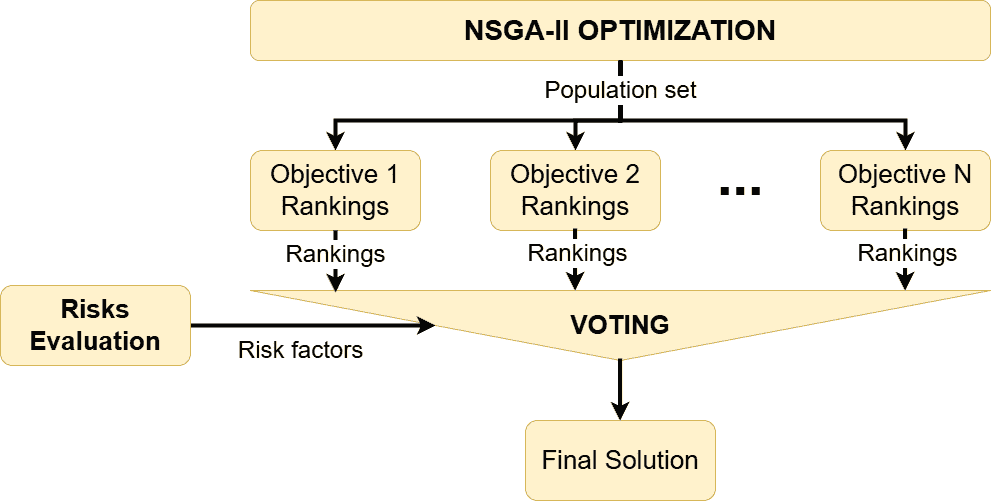 NSGA-II OPTIMIZATION
Population set
Objective 1
Rankings
Objective 2
Rankings
...
Objective N
Rankings
Rankings
Rankings
Rankings
Risks
Evaluation
Risk factors
VOTING
Final Solution